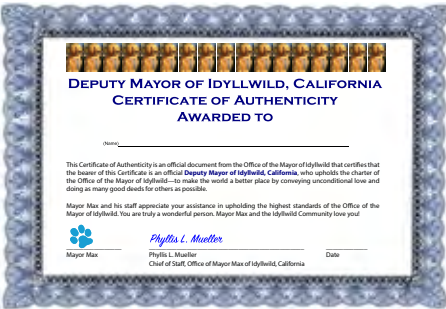 DEPUTY MAYOR OF IDYLLWILD, CALIFORNIA
CERTIFICATE OF AUTHENTICITY
AWARDED TO
(Name)
This Certificate of Authenticity is an official document from the Office of the Mayor of Idyllwild that certifies that
the bearer of this Certificate is an official Deputy Mayor of Idyllwild, California, who upholds the charter of
the Office of the Mayor of Idyllwild—to make the world a better place by conveying unconditional love and
doing as many good deeds for others as possible.
Mayor Max and his staff appreciate your assistance in upholding the highest standards of the Office of the
Mayor of Idyllwild. You are truly a wonderful person. Mayor Max and the Idyllwild Community love you!
Phyllis L. Mueller
Mayor Max Phyllis L. Mueller Date
Chief of Staff, Office of Mayor Max of Idyllwild, California